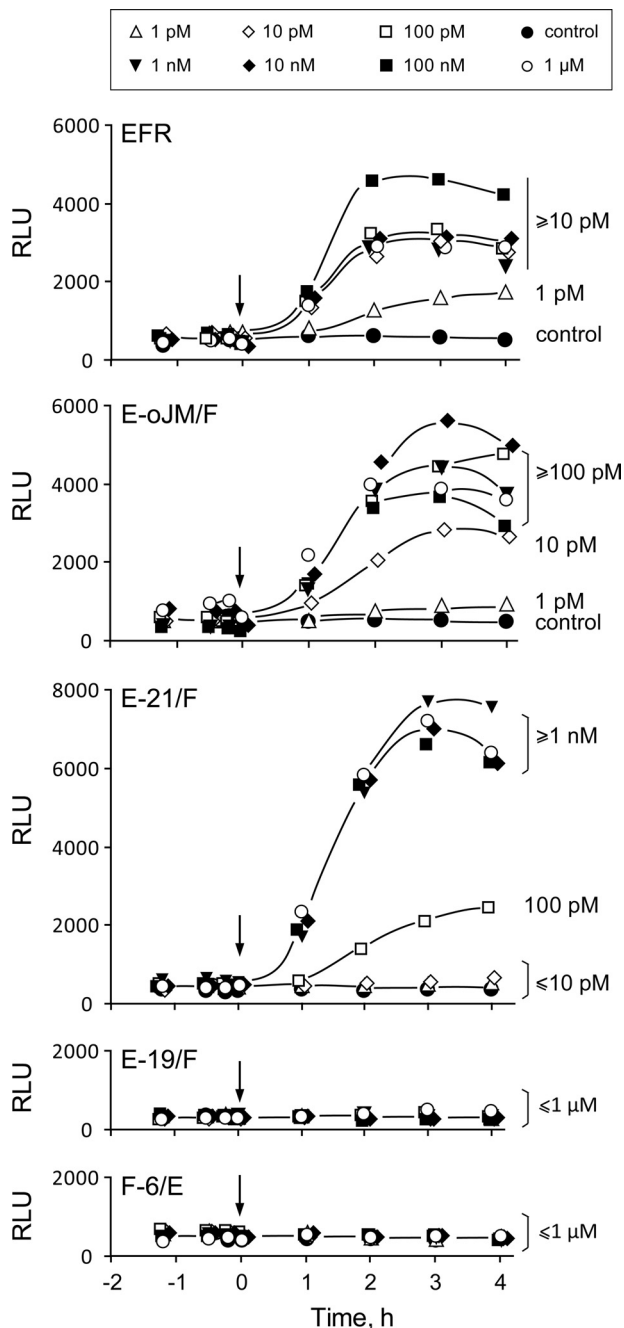 1 pM 10 pM 100 pM control
1 nM 10 nM 100 nM 1 µM
EFR
6000
4000
2000
0
RLU
⩾10 pM
1 pM
control
E-oJM/F
6000
4000
2000
0
RLU
⩾100 pM
10 pM
1 pM
control
E-21/F
8000
6000
4000
2000
0
RLU
⩾1 nM
100 pM
⩽10 pM
E-19/F
2000
0
RLU
⩽1 µM
F-6/E
2000
0
RLU
⩽1 µM
-2 -1 0 1 2 3 4
Time, h